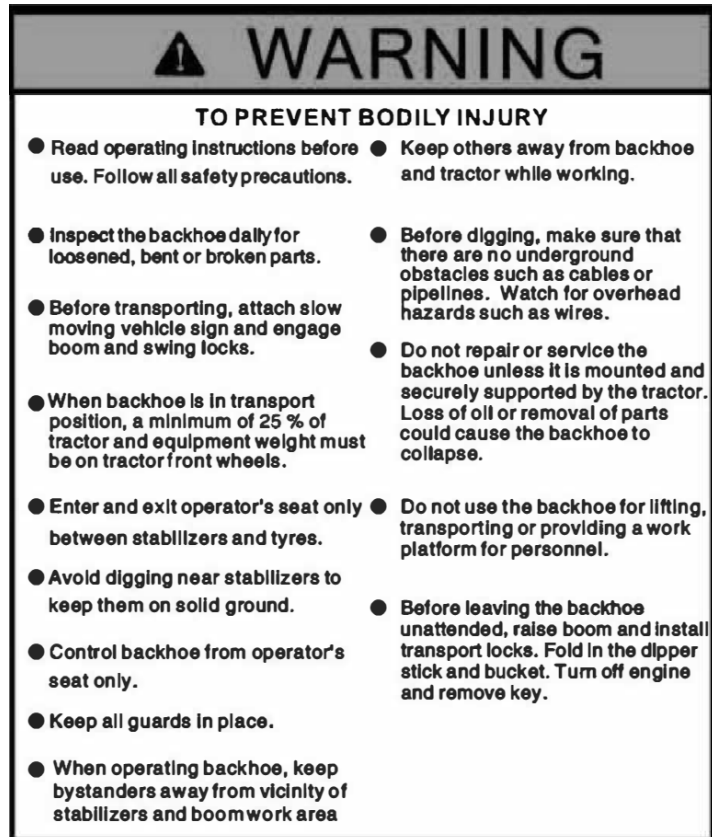 WARNING
TO PREVENT BODILY INJURY
● Read operating instructions before
use. Follow all safety precautions.
● Inspect the backhoe daily for
loosened, bent or broken parts.
● Before transporting, attach slow
moving vehicle sign and engage
boom and swing locks.
● When backhoe is in transport
position, a minimum of 25 % of
tractor and equipment weight must
be on tractor front wheels.
● Enter and exit operator's seat only
between stabilizers and tyres.
● Avoid digging near stabilizers to
keep them on solid ground.
● Control backhoe from operator's
seat only.
● Keep all guards in place.
● When operating backhoe, keep
bystanders away from vicinity of
stabilizers and boom work area
● Keep others away from backhoe
and tractor while working.
● Before digging, make sure that
there are no underground
obstacles such as cables or
pipelines. Watch for overhead
hazards such as wires.
● Do not repair or service the
backhoe unless it is mounted and
securely supported by the tractor.
Loss of oil or removal of parts
could cause the backhoe to
collapse.
● Do not use the backhoe for lifting,
transporting or providing a work
platform for personnel.
● Before leaving the backhoe
unattended, raise boom and install
transport locks. Fold in the dipper
stick and bucket. Turn off engine
and remove key.